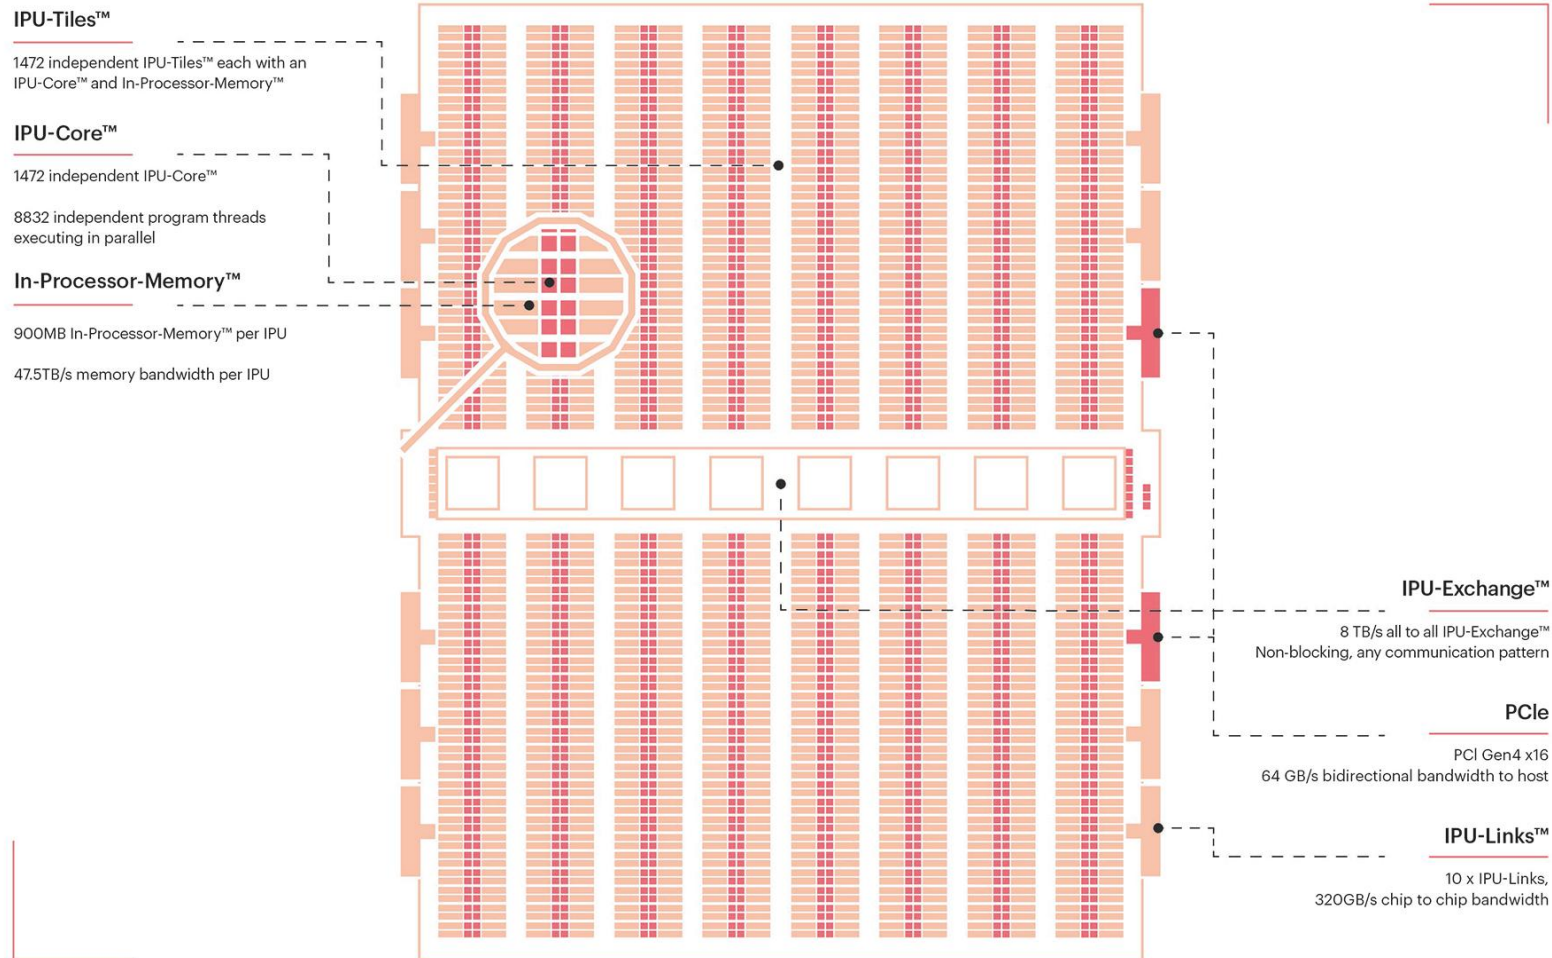 IPU-Tiles™
1472 independent IPU-Tiles™ each with an
IPU-Core™ and In-Processor-Memory™
IPU-Core™
1472 independent IPU-Core™
8832 independent program threads
executing in parallel
In-Processor-Memory™
900MB In-Processor-Memory™ per IPU
47.5TB/s memory bandwidth per IPU
IPU-Exchange™
8 TB/s all to all IPU-Exchange™
Non-blocking, any communication pattern
PCIe
PCI Gen4 x16
64 GB/s bidirectional bandwidth to host
IPU-Links™
10 x IPU-Links,
320GB/s chip to chip bandwidth